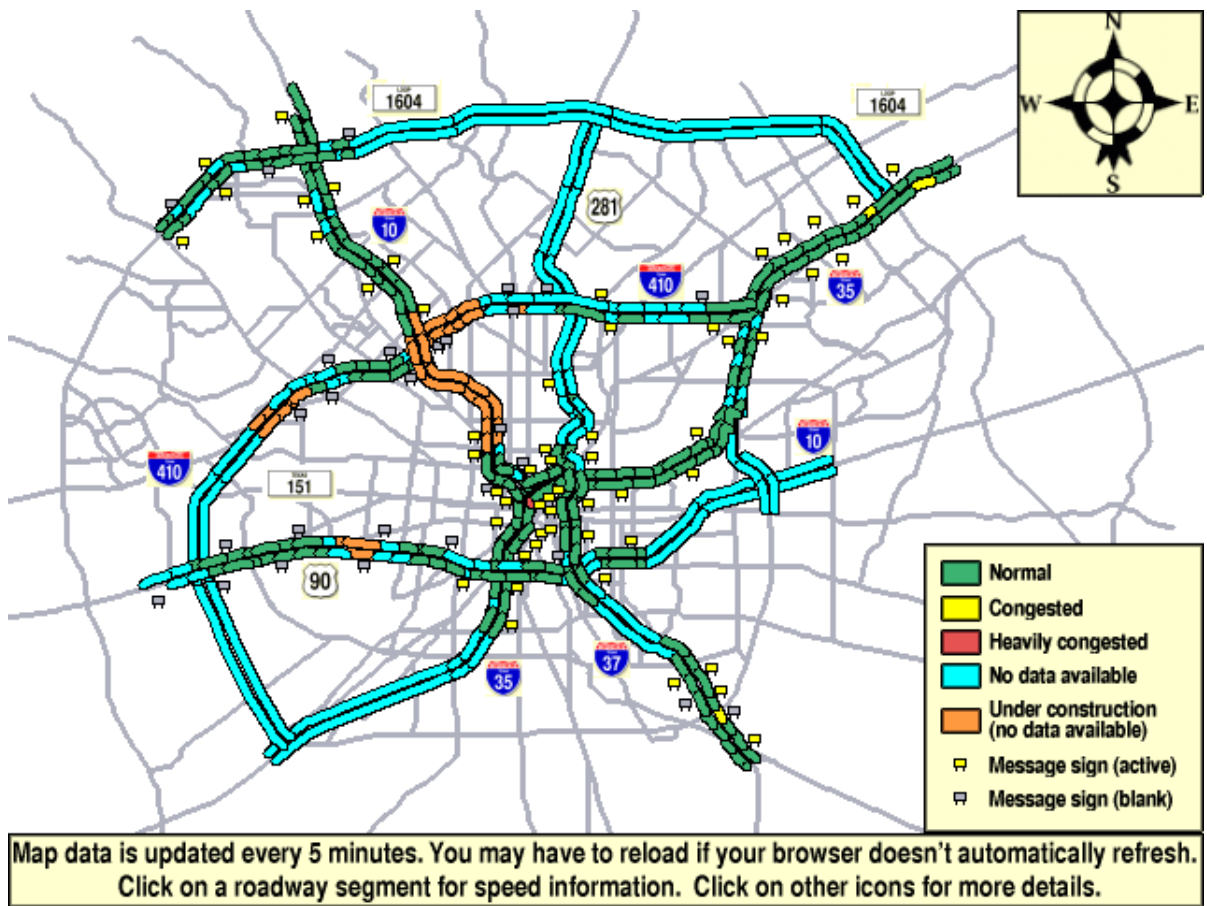 N
W
E
S
LOOP
1604
LOOP
1604
281
10
410
35
10
410
TEXAS
151
90
35
37
Normal
Congested
Heavily congested
No data available
Under construction
(no data available)
Message sign (active)
Message sign (blank)
Map data is updated every 5 minutes. You may have to reload if your browser doesn't automatically refresh.
Click on a roadway segment for speed information. Click on other icons for more details.